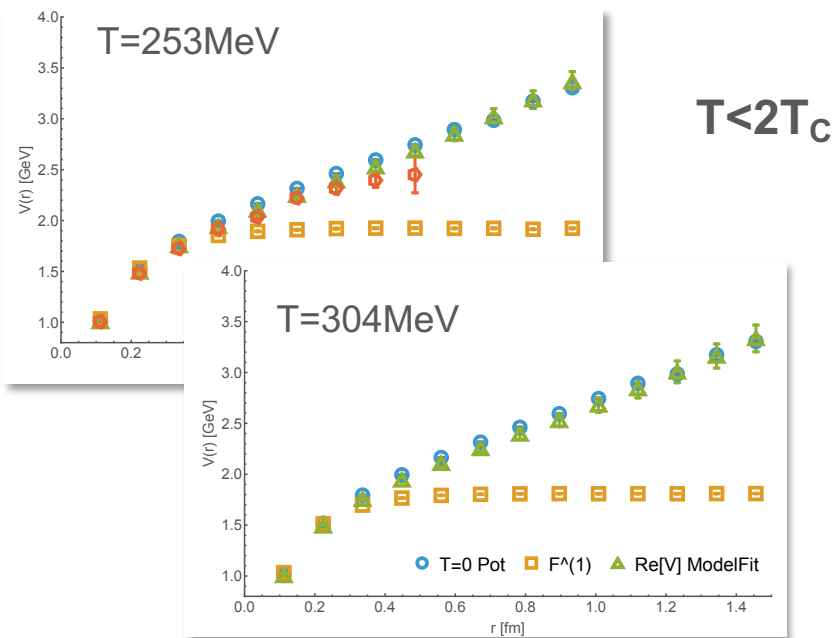 T=253MeV
T<2TC
4.0
3.5
3.0
2.5
2.0
1.5
1.0
V(r) [GeV]
0.0 0.2
T=304MeV
4.0
3.5
3.0
2.5
2.0
1.5
1.0
V(r) [GeV]
T=0 Pot F^(1) Re[V] ModelFit
0.0 0.2 0.4 0.6 0.8 1.0 1.2 1.4
r [fm]